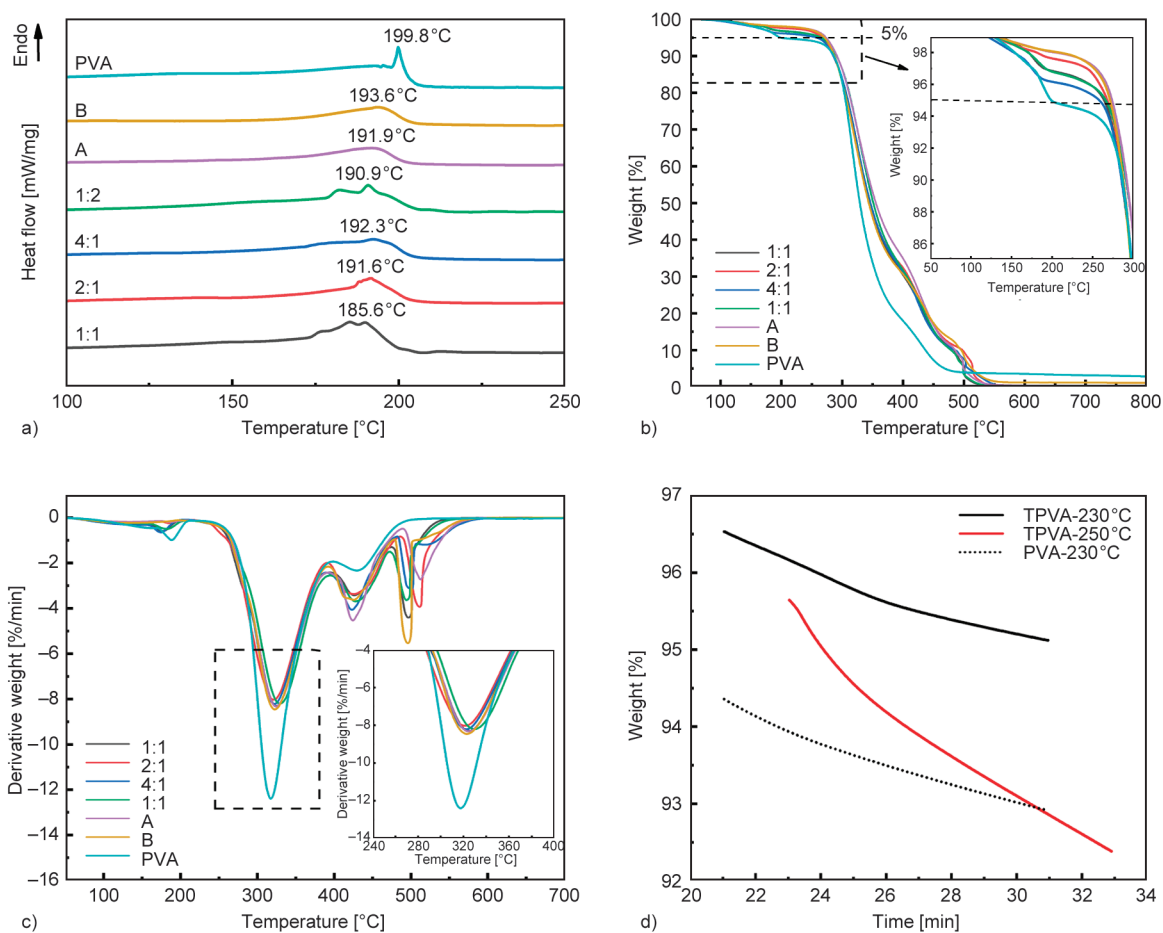 Endo
Heat flow [mW/mg]
PVA
199.8°C
B
193.6°C
A
191.9°C
1:2
190.9°C
4:1
192.3°C
2:1
191.6°C
1:1
185.6°C
100
150
200
250
a)
Temperature [°C]
Weight [%]
100
90
80
70
60
50
40
30
20
10
0
5%
1:1
2:1
4:1
1:1
A
B
PVA
100
200
300
400
500
600
700
800
b)
Temperature [°C]
Weight [%]
98
96
94
92
94
88
86
50
100
150
200
250
300
Temperature [°C]
Derivative weight [%/min]
0
–2
–4
–6
–8
–10
–12
–14
–16
1:1
2:1
4:1
1:1
A
B
PVA
100
200
300
400
500
600
700
c)
Temperature [°C]
Derivative weight [%/min]
–4
–6
–8
–10
–12
–14
240
280
320
360
400
Temperature [°C]
Weight [%]
97
96
95
94
93
92
TPVA-230°C
TPVA-250°C
PVA-230°C
20
22
24
26
28
30
32
34
d)
Time [min]